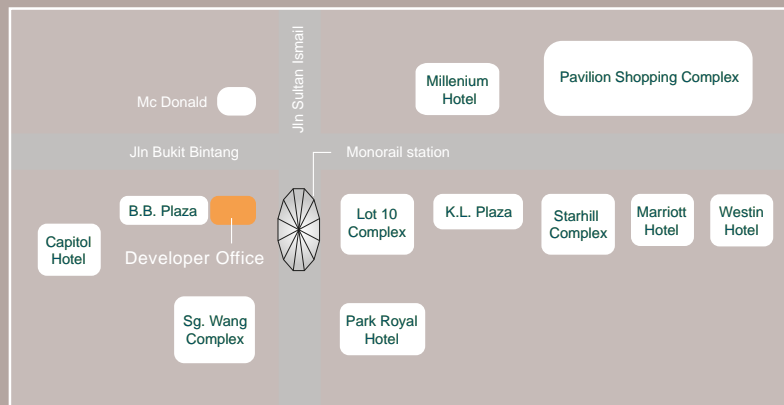 Jln Sultan Ismail
Millenium
Hotel
Pavilion Shopping Complex
Mc Donald
Jln Bukit Bintang
Monorail station
B.B. Plaza
Lot 10
Complex
K.L. Plaza
Starhill
Complex
Marriott
Hotel
Westin
Hotel
Capitol
Hotel
Developer Office
Sg. Wang
Complex
Park Royal
Hotel